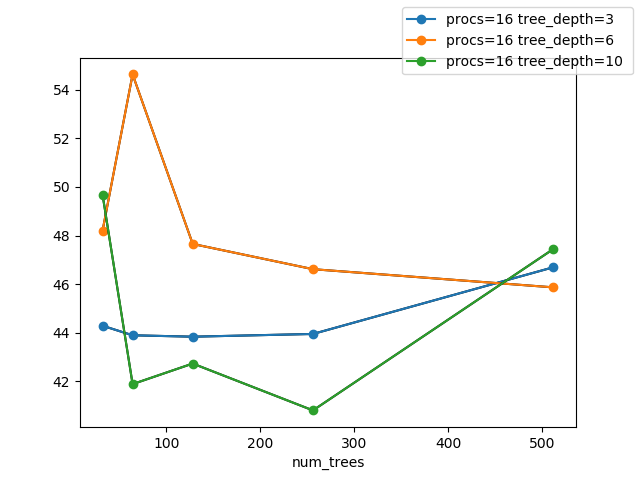 procs=16 tree_depth=3
procs=16 tree_depth=6
procs=16 tree_depth=10
54
52
50
48
46
44
42
100 200 300 400 500
num_trees